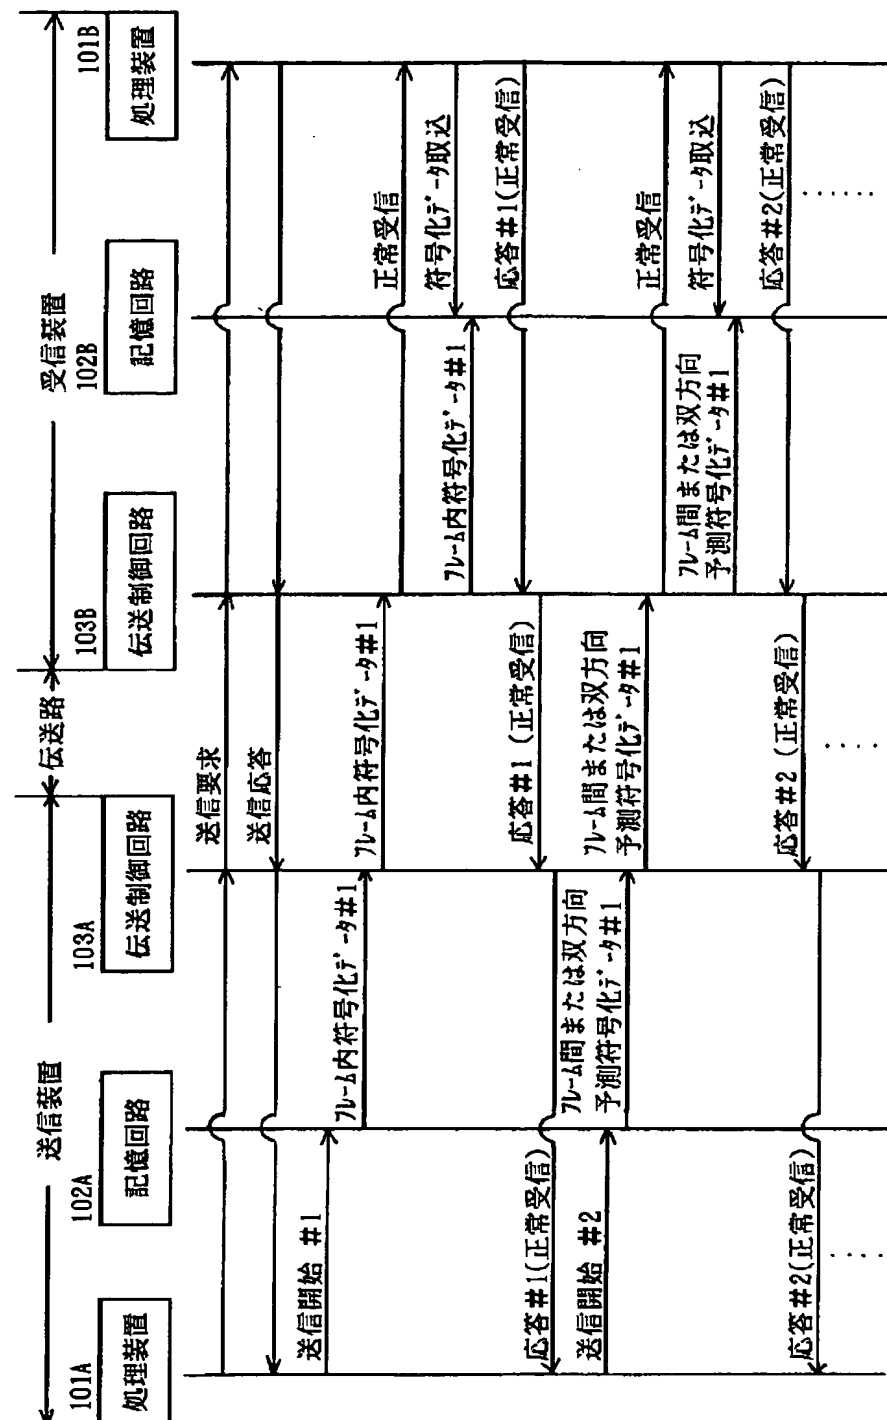 送信装置
伝送路
受信装置
101A
処理装置
102A
記憶回路
103A
伝送制御回路
103B
伝送制御回路
102B
記憶回路
101B
処理装置
送信要求
送信応答
送信開始 #1
ﾌﾚｰﾑ内符号化ﾃﾞｰﾀ#1
ﾌﾚｰﾑ内符号化ﾃﾞｰﾀ#1
正常受信
符号化ﾃﾞｰﾀ取込
ﾌﾚｰﾑ内符号化ﾃﾞｰﾀ#1
応答#1(正常受信)
応答#1 (正常受信)
応答#1(正常受信)
送信開始 #2
ﾌﾚｰﾑ間または双方向
予測符号化ﾃﾞｰﾀ#1
ﾌﾚｰﾑ間または双方向
予測符号化ﾃﾞｰﾀ#1
正常受信
符号化ﾃﾞｰﾀ取込
ﾌﾚｰﾑ間または双方向
予測符号化ﾃﾞｰﾀ#1
応答#2(正常受信)
応答#2 (正常受信)
応答#2(正常受信)